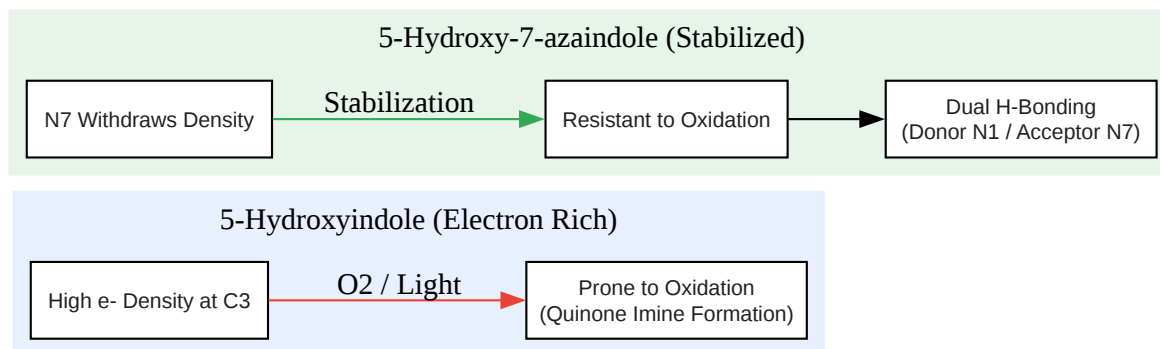 5-Hydroxy-7-azaindole (Stabilized)
N7 Withdraws Density
Stabilization
Resistant to Oxidation
Dual H-Bonding
(Donor N1 / Acceptor N7)
5-Hydroxyindole (Electron Rich)
High e- Density at C3
O2 / Light
Prone to Oxidation
(Quinone Imine Formation)